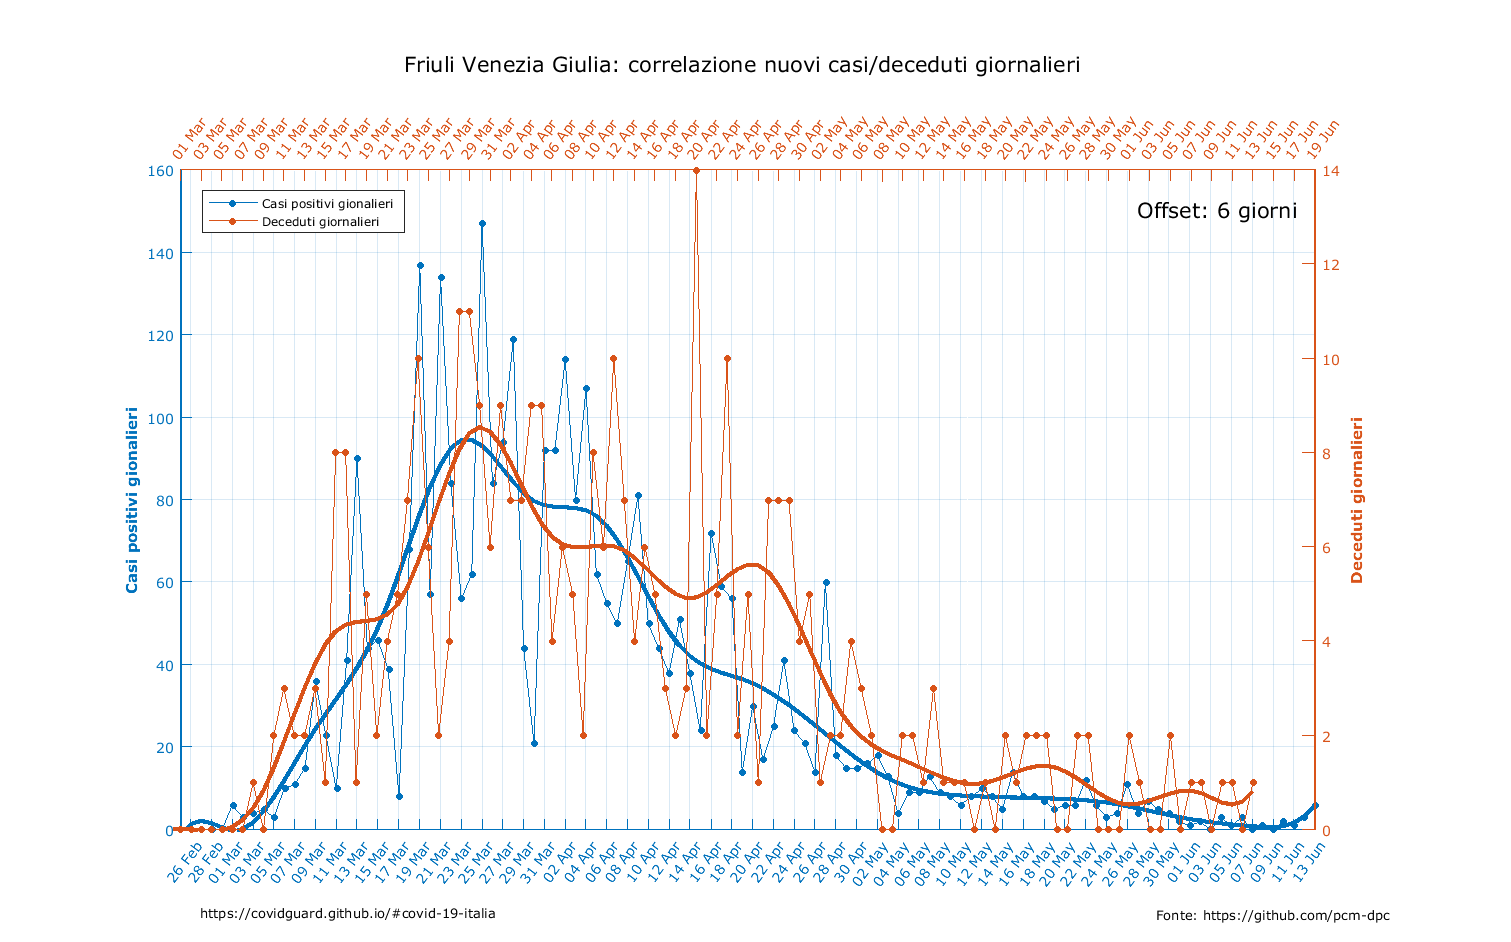 Friuli Venezia Giulia: correlazione nuovi casi/deceduti giornalieri
01 Mar 03 Mar 05 Mar 07 Mar 09 Mar 11 Mar 13 Mar 15 Mar 17 Mar 19 Mar 21 Mar 23 Mar 25 Mar 27 Mar 29 Mar 31 Mar 02 Apr 04 Apr 06 Apr 08 Apr 10 Apr 12 Apr 14 Apr 16 Apr 18 Apr 20 Apr 22 Apr 24 Apr 26 Apr 28 Apr 30 Apr 02 May 04 May 06 May 08 May 10 May 12 May 14 May 16 May 18 May 20 May 22 May 24 May 26 May 28 May 30 May 01 Jun 03 Jun 05 Jun 07 Jun 09 Jun 11 Jun 13 Jun 15 Jun 17 Jun 19 Jun
Offset: 6 giorni
Casi positivi gionalieri
Deceduti giornalieri
160
140
120
100
80
60
40
20
0
Casi positivi gionalieri
14
12
10
8
6
4
2
0
Deceduti giornalieri
26 Feb 28 Feb 01 Mar 03 Mar 05 Mar 07 Mar 09 Mar 11 Mar 13 Mar 15 Mar 17 Mar 19 Mar 21 Mar 23 Mar 25 Mar 27 Mar 29 Mar 31 Mar 02 Apr 04 Apr 06 Apr 08 Apr 10 Apr 12 Apr 14 Apr 16 Apr 18 Apr 20 Apr 22 Apr 24 Apr 26 Apr 28 Apr 30 Apr 02 May 04 May 06 May 08 May 10 May 12 May 14 May 16 May 18 May 20 May 22 May 24 May 26 May 28 May 30 May 01 Jun 03 Jun 05 Jun 07 Jun 09 Jun 11 Jun 13 Jun
https://covidguard.github.io/#covid-19-italia
Fonte: https://github.com/pcm-dpc